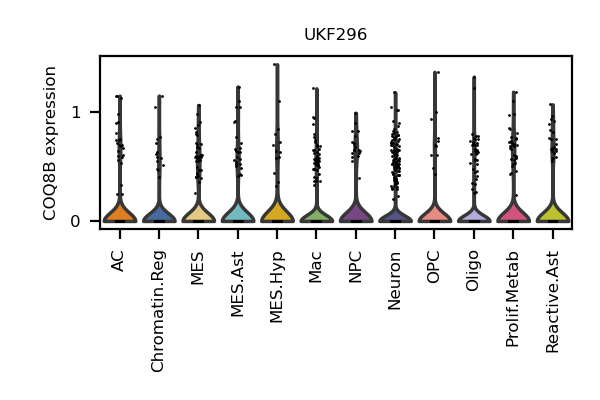 UKF296
COQ8B expression
1
0
AC
Chromatin.Reg
MES
MES.Ast
MES.Hyp
Mac
NPC
Neuron
OPC
Oligo
Prolif.Metab
Reactive.Ast